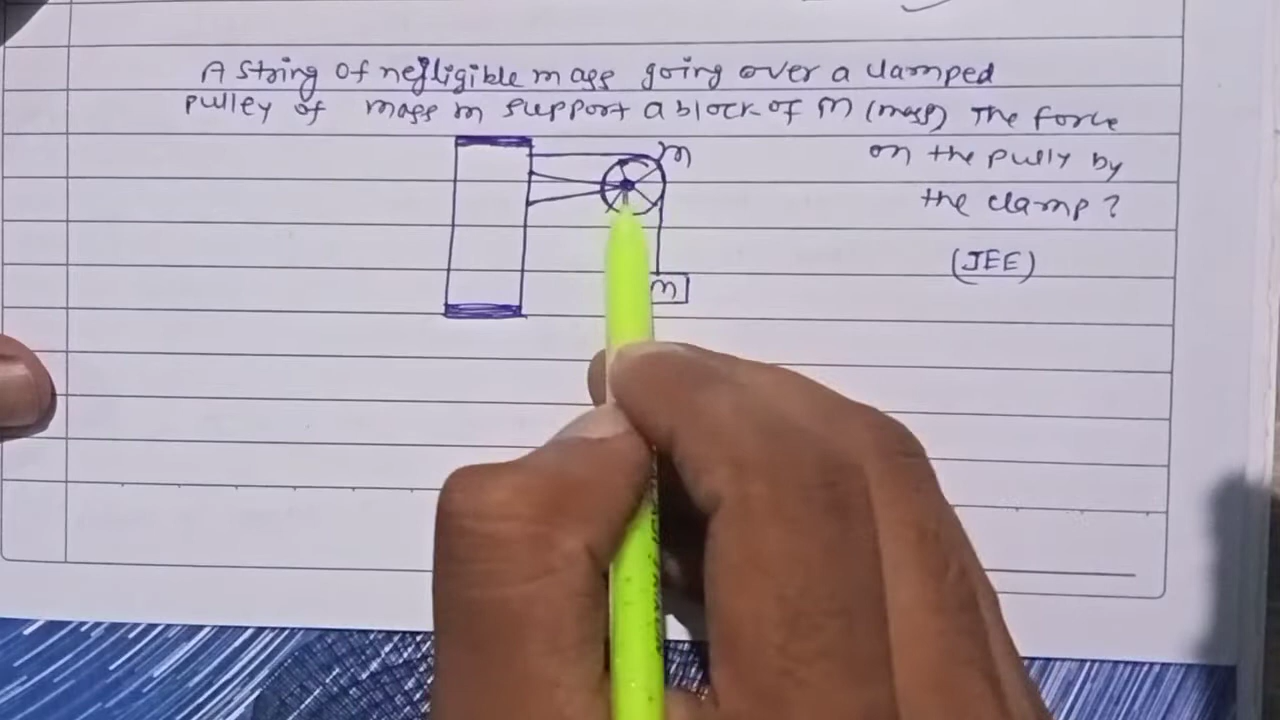 A string of negligible mass going over a clamped
pulley of mass m support a block of M (mass) The force
on the pully by
the clamp?
(JEE)
m
m